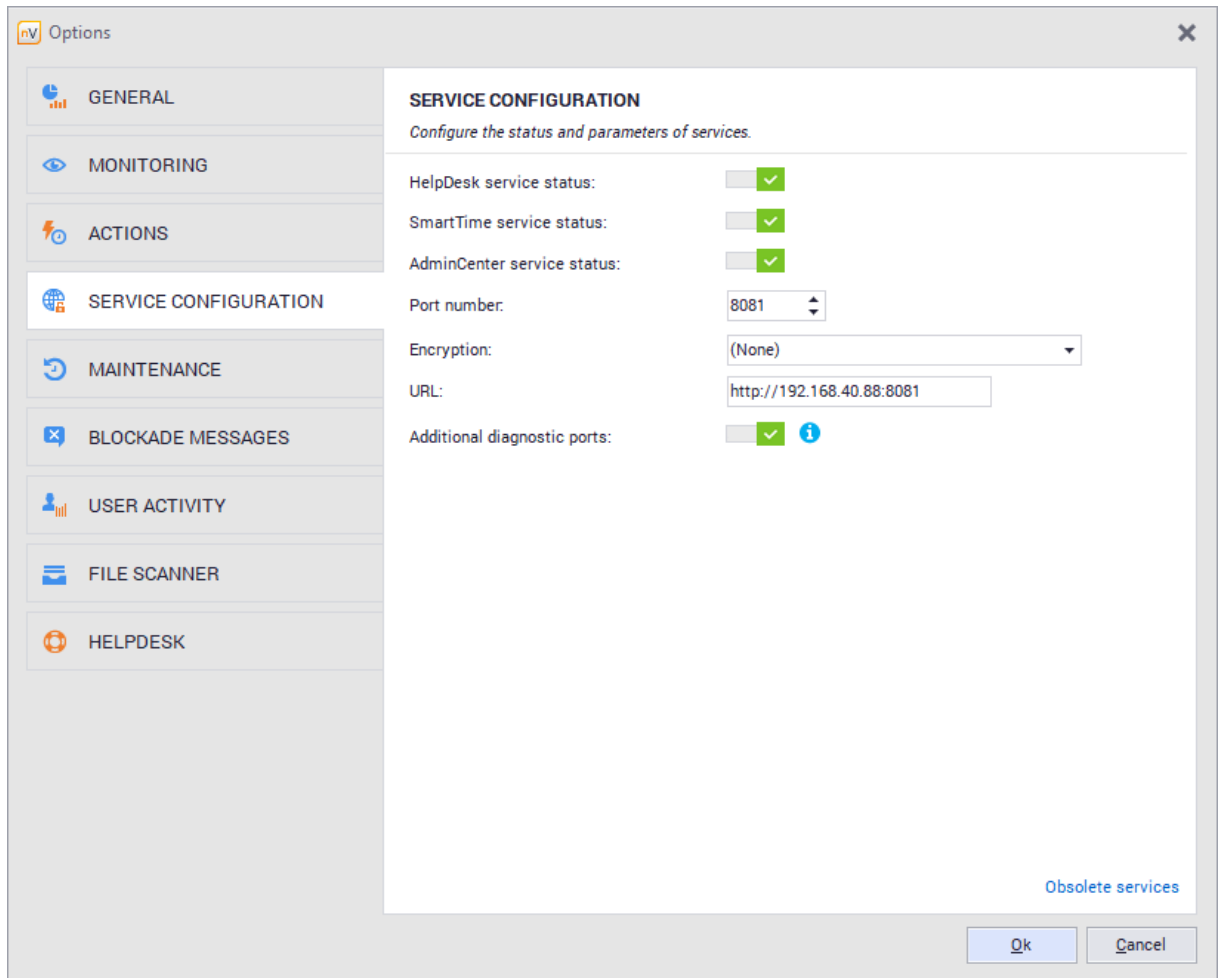 nV Options
GENERAL
MONITORING
ACTIONS
SERVICE CONFIGURATION
MAINTENANCE
BLOCKADE MESSAGES
USER ACTIVITY
FILE SCANNER
HELPDESK
SERVICE CONFIGURATION
Configure the status and parameters of services.
HelpDesk service status:
SmartTime service status:
AdminCenter service status:
Port number: 8081
Encryption: (None)
URL: http://192.168.40.88:8081
Additional diagnostic ports:
Obsolete services
Ok Cancel